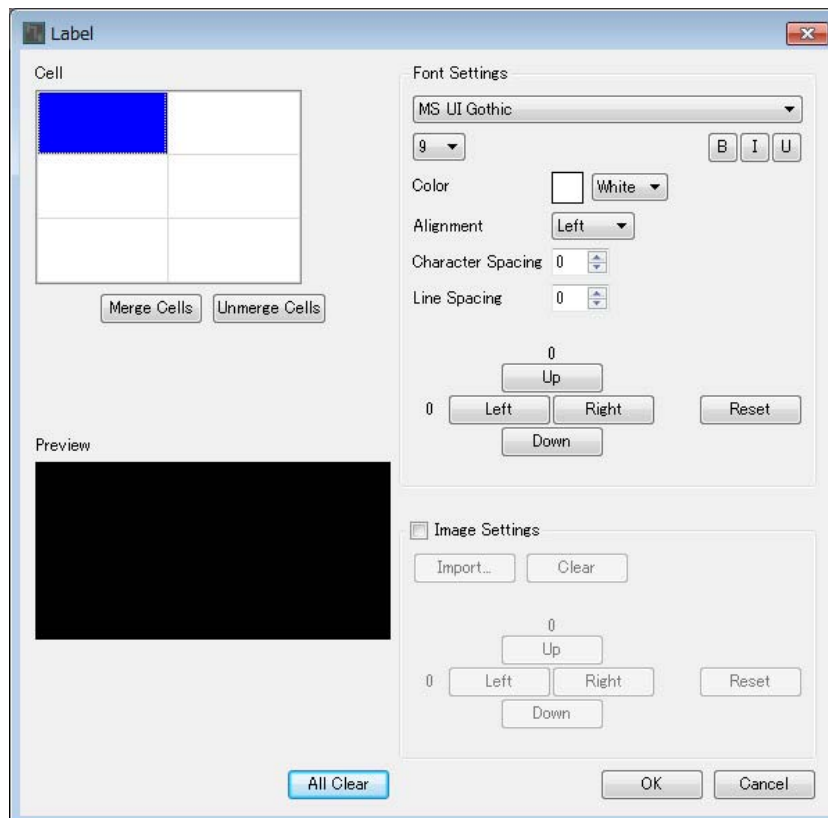 Label
Cell
Merge Cells Unmerge Cells
Preview
All Clear
Font Settings
MS UI Gothic
9 B I U
Color White
Alignment Left
Character Spacing 0
Line Spacing 0
0
Up
0 Left Right Reset
Down
Image Settings
Import... Clear
0
Up
0 Left Right Reset
Down
OK Cancel